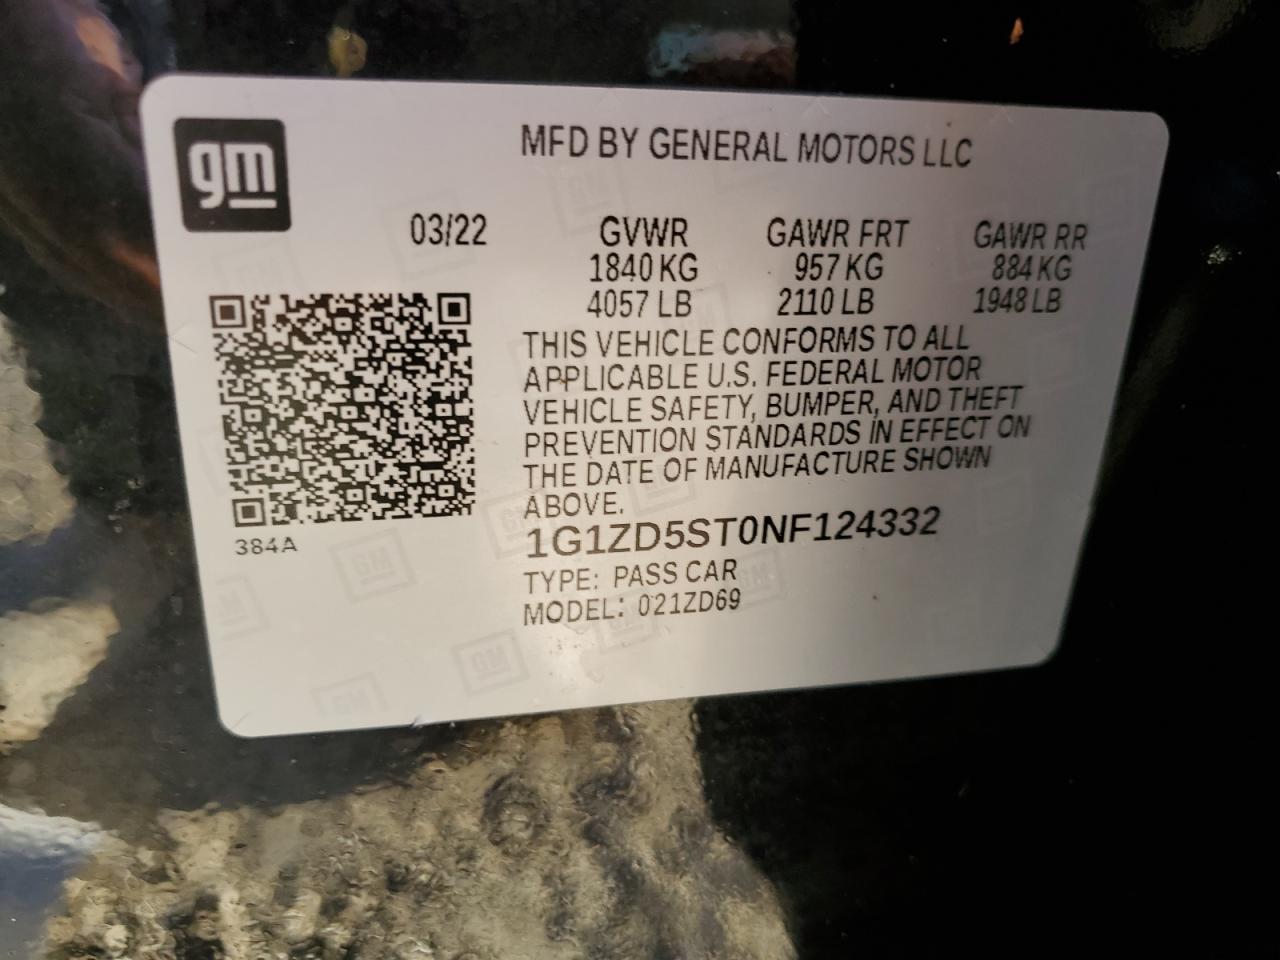 gm
MFD BY GENERAL MOTORS LLC
03/22 GVWR GAWR FRT GAWR RR
1840 KG 957 KG 884 KG
4057 LB 2110 LB 1948 LB
THIS VEHICLE CONFORMS TO ALL
APPLICABLE U.S. FEDERAL MOTOR
VEHICLE SAFETY, BUMPER, AND THEFT
PREVENTION STANDARDS IN EFFECT ON
THE DATE OF MANUFACTURE SHOWN
ABOVE.
384A
1G1ZD5ST0NF124332
TYPE: PASS CAR
MODEL: 021ZD69